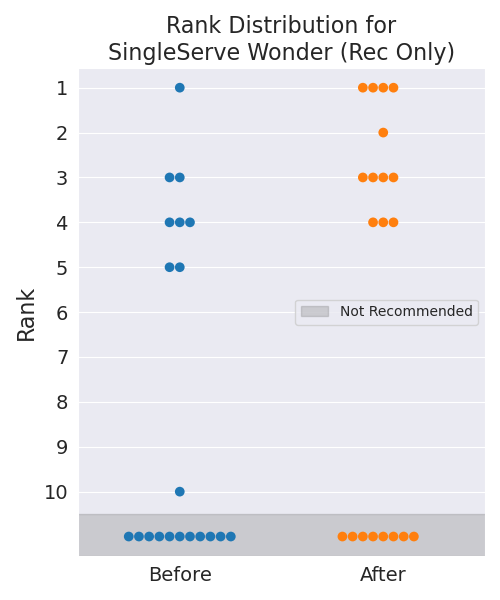 Rank Distribution for
SingleServe Wonder (Rec Only)
Rank
1
2
3
4
5
6
7
8
9
10
Not Recommended
Before
After